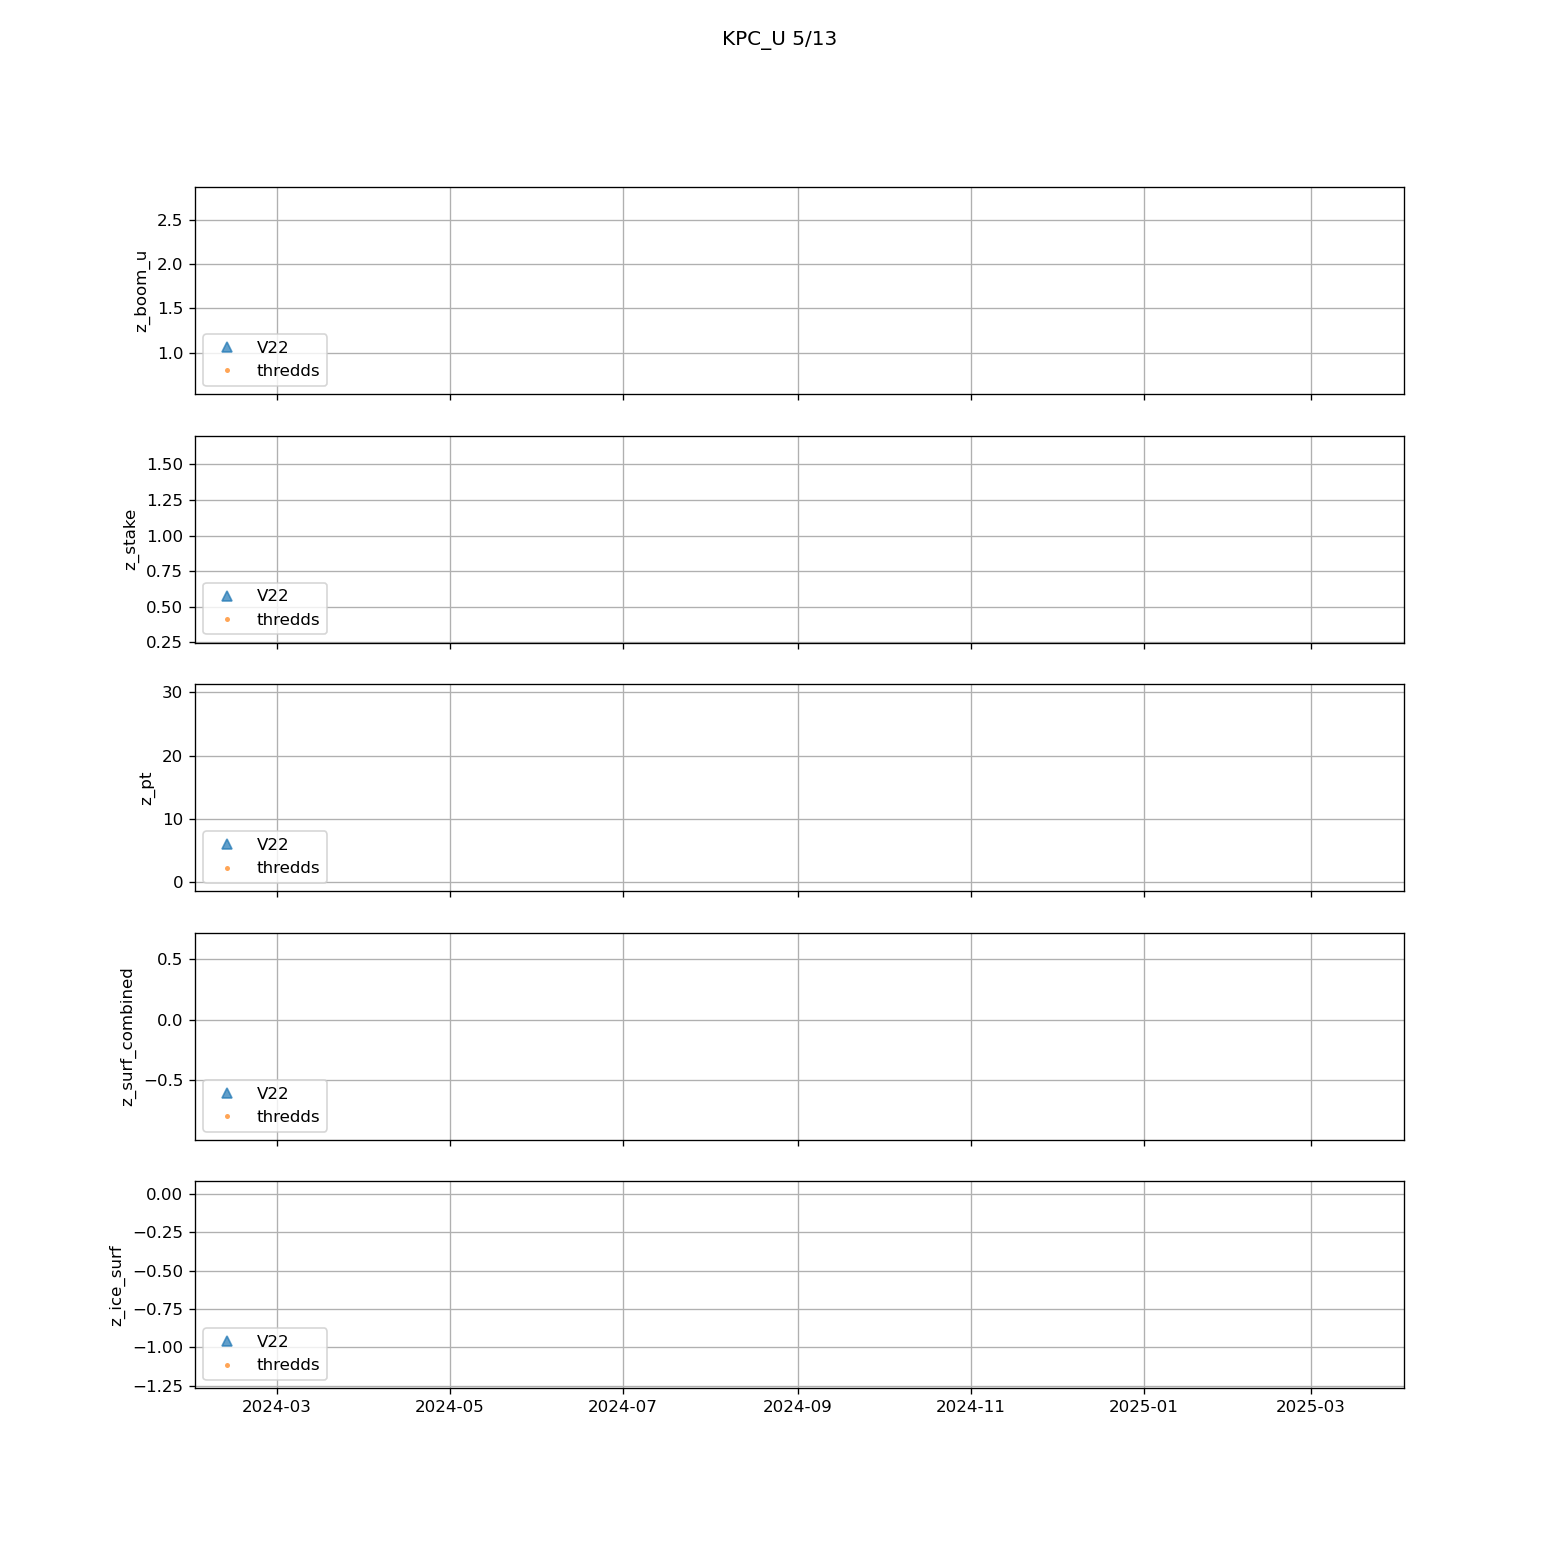 KPC_U 5/13
z_boom_u
2.5
2.0
1.5
1.0
V22
thredds
z_stake
1.50
1.25
1.00
0.75
0.50
0.25
V22
thredds
z_pt
30
20
10
0
V22
thredds
z_surf_combined
0.5
0.0
−0.5
V22
thredds
z_ice_surf
0.00
−0.25
−0.50
−0.75
−1.00
−1.25
V22
thredds
2024-03 2024-05 2024-07 2024-09 2024-11 2025-01 2025-03